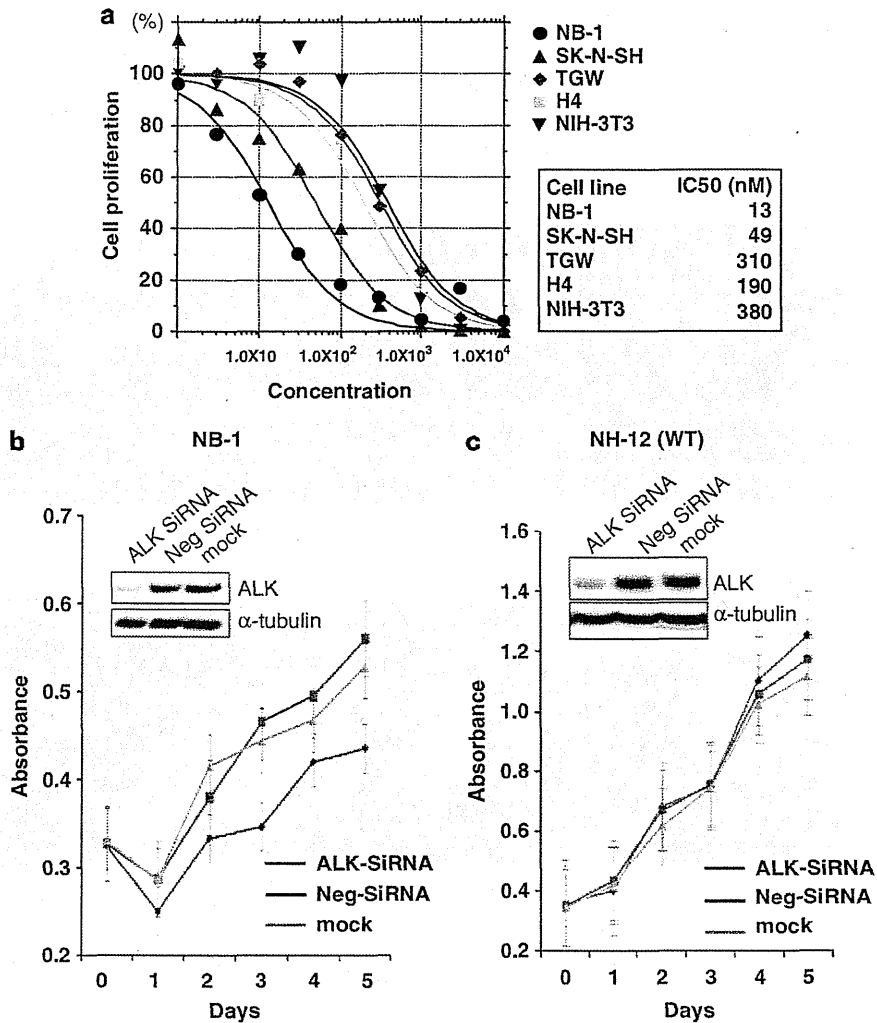 a
(%)
120
100
80
60
40
20
0
Cell proliferation
1.0X10
1.0X10²
1.0X10³
1.0X10⁴
Concentration
NB-1
SK-N-SH
TGW
H4
NIH-3T3
Cell line IC50 (nM)
NB-1 13
SK-N-SH 49
TGW 310
H4 190
NIH-3T3 380
b
NB-1
ALK SiRNA
Neg SiRNA
mock
ALK
α-tubulin
0.7
0.6
0.5
0.4
0.3
0.2
Absorbance
ALK-SiRNA
Neg-SiRNA
mock
0 1 2 3 4 5
Days
c
NH-12 (WT)
ALK SiRNA
Neg SiRNA
mock
ALK
α-tubulin
1.6
1.4
1.2
1.0
0.8
0.6
0.4
0.2
Absorbance
ALK-SiRNA
Neg-SiRNA
mock
0 1 2 3 4 5
Days